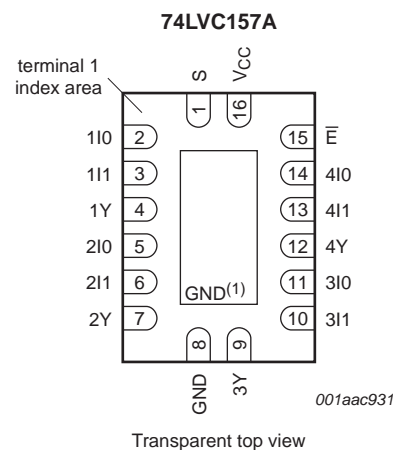 74LVC157A
terminal 1
index area
S
VCC
1
16
1I0 2
15 E̅
1I1 3
14 4I0
1Y 4
13 4I1
2I0 5
12 4Y
2I1 6
11 3I0
GND(1)
2Y 7
10 3I1
8
9
GND
3Y
001aac931
Transparent top view